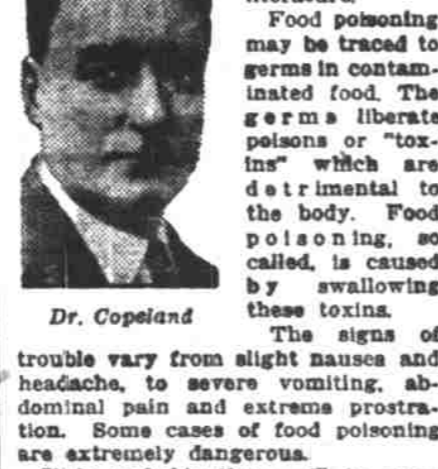 Food poisoning
may be traced to
germs in contam-
inated food. The
germs liberate
poisons or "tox-
ins" which are
detrimental to
the body. Food
poisoning, so
called, is caused
by swallowing
these toxins.
Dr. Copeland
The signs of
trouble vary from slight nausea and
headache, to severe vomiting, ab-
dominal pain and extreme prostra-
tion. Some cases of food poisoning
are extremely dangerous.